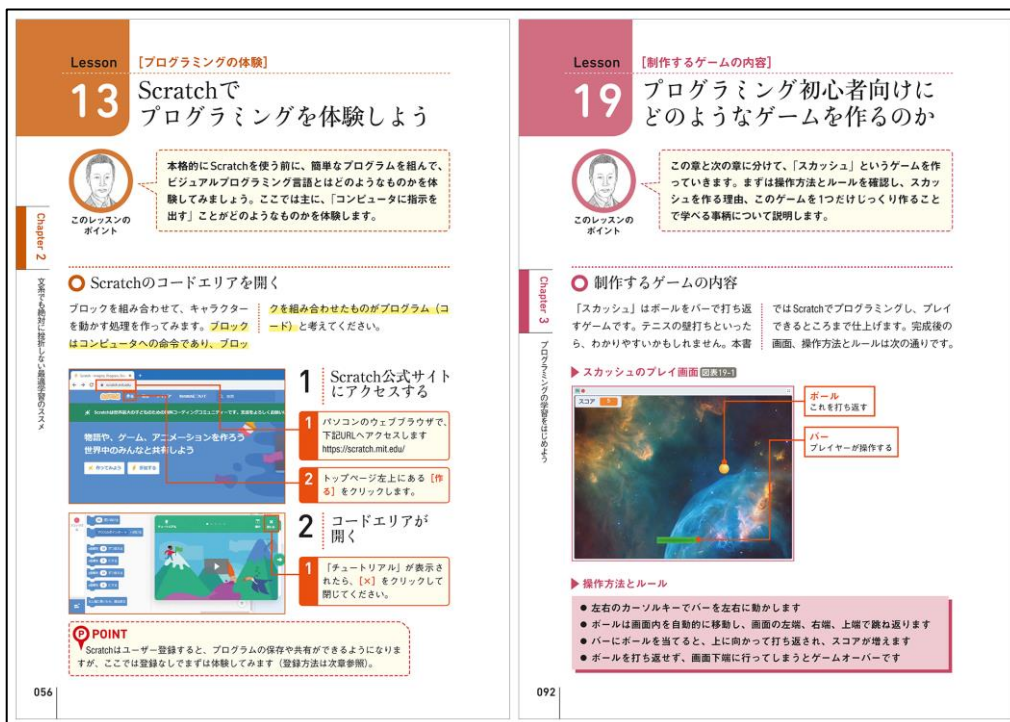 Lesson
13
［プログラミングの体験］
Scratchで
プログラミングを体験しよう
このレッスンの
ポイント
本格的にScratchを使う前に、簡単なプログラムを組んで、
ビジュアルプログラミング言語とはどのようなものかを体
験してみましょう。ここでは主に、「コンピュータに指示を
出す」ことがどのようなものかを体験します。
Chapter 2
文系でも絶対に挫折しない最適学習のススメ
Scratchのコードエリアを開く
ブロックを組み合わせて、キャラクター
を動かす処理を作ってみます。ブロック
はコンピュータへの命令であり、ブロッ
クを組み合わせたものがプログラム（コ
ード）と考えてください。
物語や、ゲーム、アニメーションを作ろう
世界中のみんなと共有しよう
1 Scratch公式サイト
にアクセスする
1 パソコンのウェブブラウザで、
下記URLへアクセスします
https://scratch.mit.edu/
2 トップページ左上にある［作
る］をクリックします。
2 コードエリアが
開く
1 「チュートリアル」が表示さ
れたら、［×］をクリックして
閉じてください。
POINT
Scratchはユーザー登録すると、プログラムの保存や共有ができるようになりま
すが、ここでは登録なしでまずは体験してみます（登録方法は次章参照）。
056
Lesson
19
［制作するゲームの内容］
プログラミング初心者向けに
どのようなゲームを作るのか
このレッスンの
ポイント
この章と次の章に分けて、「スカッシュ」というゲームを作
っていきます。まずは操作方法とルールを確認し、スカッ
シュを作る理由、このゲームを1つだけじっくり作ること
で学べる事柄について説明します。
Chapter 3
プログラミングの学習をはじめよう
制作するゲームの内容
「スカッシュ」はボールをバーで打ち返
すゲームです。テニスの壁打ちといった
ら、わかりやすいかもしれません。本書
ではScratchでプログラミングし、プレイ
できるところまで仕上げます。完成後の
画面、操作方法とルールは次の通りです。
スカッシュのプレイ画面 図表19-1
スコア
ボール
これを打ち返す
バー
プレイヤーが操作する
操作方法とルール
● 左右のカーソルキーでバーを左右に動かします
● ボールは画面内を自動的に移動し、画面の左端、右端、上端で跳ね返ります
● バーにボールを当てると、上に向かって打ち返され、スコアが増えます
● ボールを打ち返せず、画面下端に行ってしまうとゲームオーバーです
092